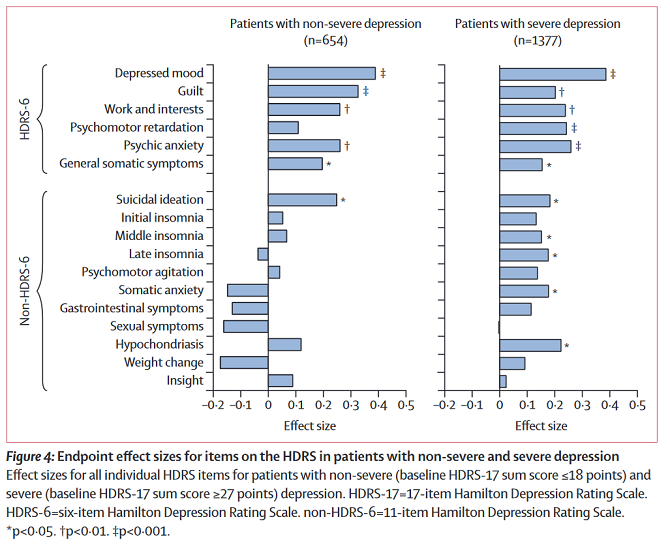 Patients with non-severe depression
(n=654)
Patients with severe depression
(n=1377)
HDRS-6
Depressed mood ‡ ‡
Guilt ‡ †
Work and interests † †
Psychomotor retardation ‡
Psychic anxiety † ‡
General somatic symptoms * *
Non-HDRS-6
Suicidal ideation * *
Initial insomnia
Middle insomnia *
Late insomnia *
Psychomotor agitation
Somatic anxiety *
Gastrointestinal symptoms
Sexual symptoms
Hypochondriasis *
Weight change
Insight
−0·2 −0·1 0 0·1 0·2 0·3 0·4 0·5
Effect size
−0·2 −0·1 0 0·1 0·2 0·3 0·4 0·5
Effect size
Figure 4: Endpoint effect sizes for items on the HDRS in patients with non-severe and severe depression
Effect sizes for all individual HDRS items for patients with non-severe (baseline HDRS-17 sum score ≤18 points) and
severe (baseline HDRS-17 sum score ≥27 points) depression. HDRS-17=17-item Hamilton Depression Rating Scale.
HDRS-6=six-item Hamilton Depression Rating Scale. non-HDRS-6=11-item Hamilton Depression Rating Scale.
*p<0·05. †p<0·01. ‡p<0·001.